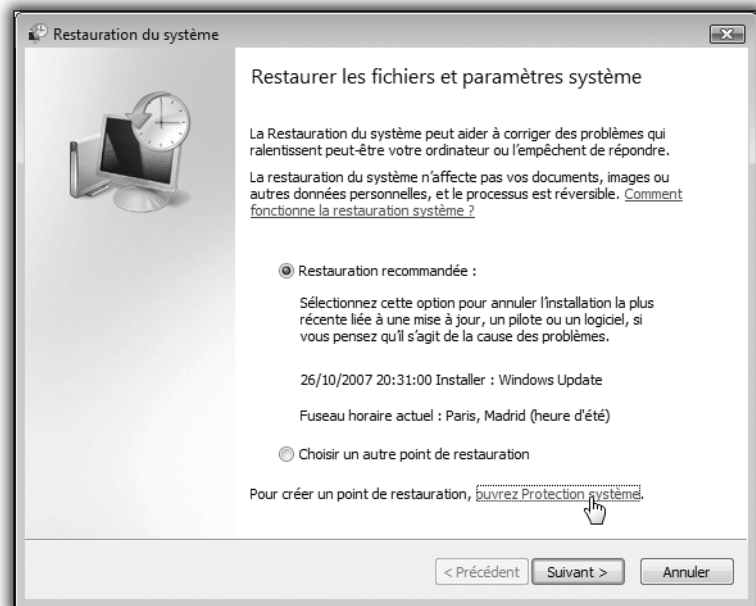 Restauration du système
Restaurer les fichiers et paramètres système
La Restauration du système peut aider à corriger des problèmes qui
ralentissent peut-être votre ordinateur ou l'empêchent de répondre.
La restauration du système n'affecte pas vos documents, images ou
autres données personnelles, et le processus est réversible. Comment
fonctionne la restauration système ?
Restauration recommandée :
Sélectionnez cette option pour annuler l'installation la plus
récente liée à une mise à jour, un pilote ou un logiciel, si
vous pensez qu'il s'agit de la cause des problèmes.
26/10/2007 20:31:00 Installer : Windows Update
Fuseau horaire actuel : Paris, Madrid (heure d'été)
Choisir un autre point de restauration
Pour créer un point de restauration, ouvrez Protection système.
< Précédent Suivant > Annuler